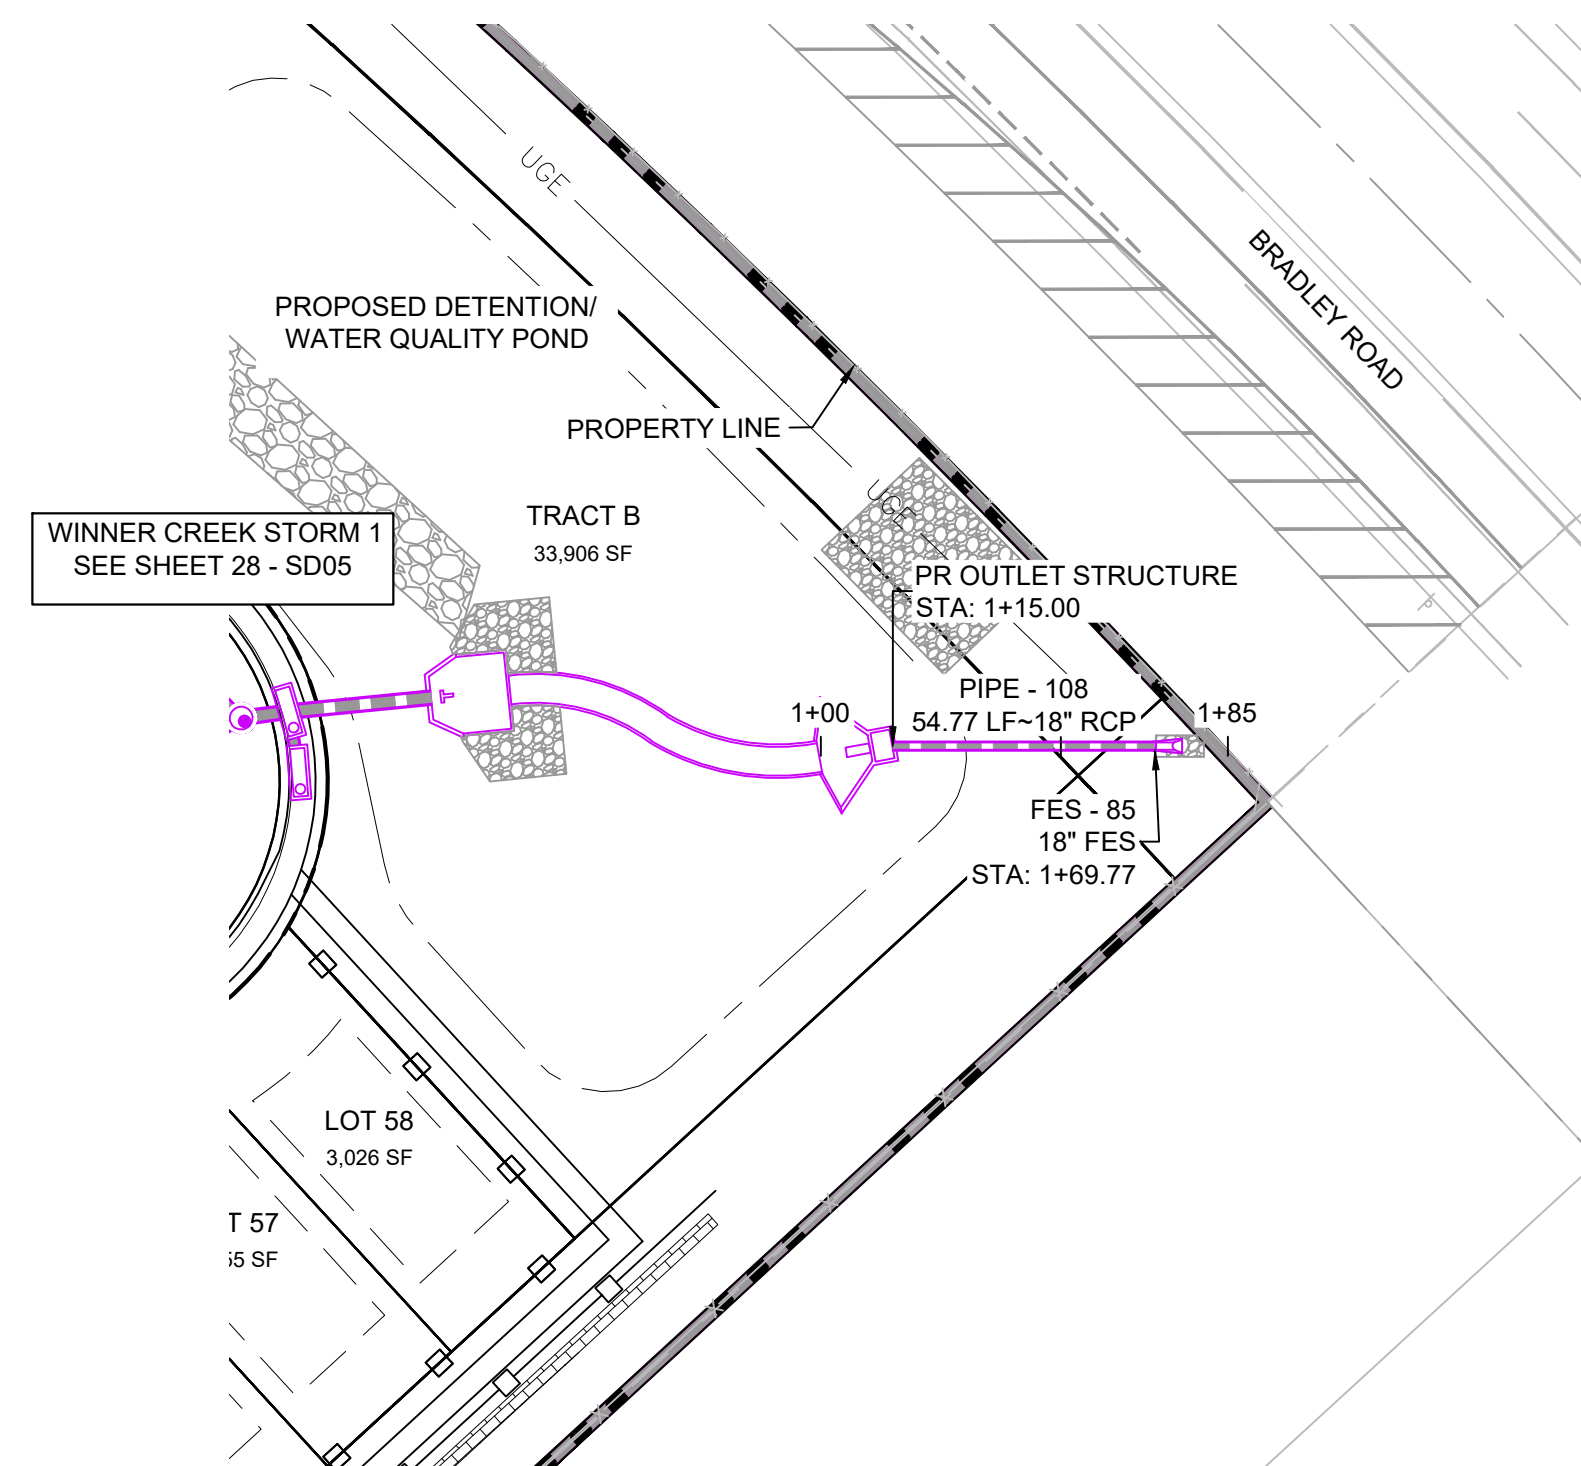 UGE
BRADLEY ROAD
PROPOSED DETENTION/
WATER QUALITY POND
PROPERTY LINE
UGE
TRACT B
33,906 SF
WINNER CREEK STORM 1
SEE SHEET 28 - SD05
PR OUTLET STRUCTURE
STA: 1+15.00
PIPE - 108
54.77 LF~18" RCP
1+00
1+85
FES - 85
18" FES
STA: 1+69.77
LOT 58
3,026 SF
T 57
55 SF